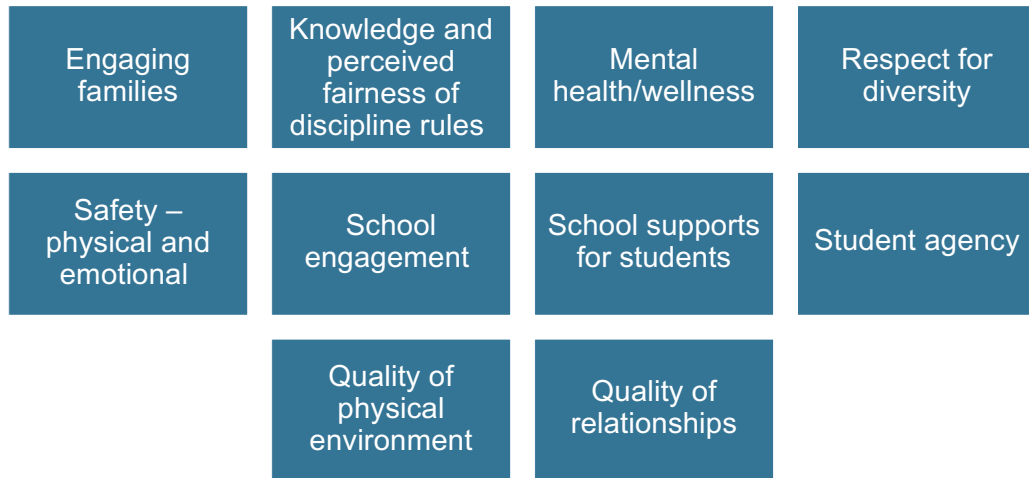 Engaging
families
Knowledge and
perceived
fairness of
discipline rules
Mental
health/wellness
Respect for
diversity
Safety –
physical and
emotional
School
engagement
School supports
for students
Student agency
Quality of
physical
environment
Quality of
relationships